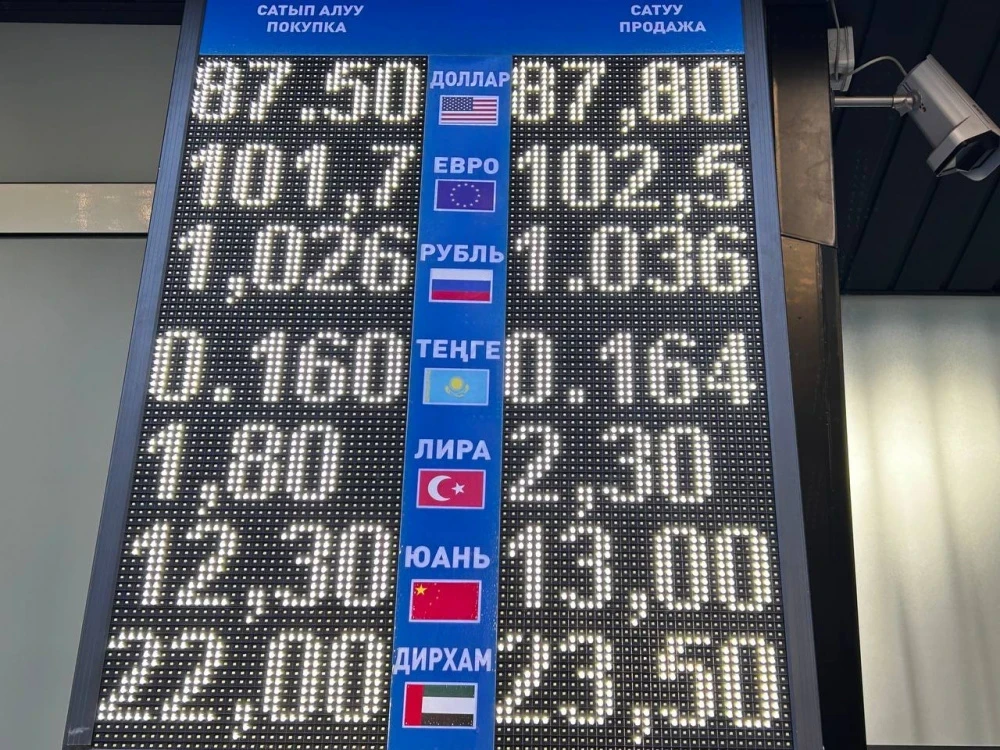 САТЫП АЛУУ САТУУ
ПОКУПКА ПРОДАЖА
87.50 ДОЛЛАР 87,80
101,7 ЕВРО 102,5
1,026 РУБЛЬ 1.036
0.160 ТЕҢГЕ 0.164
1,80 ЛИРА 2,30
12,30 ЮАНЬ 13,00
22,00 ДИРХАМ 23,50